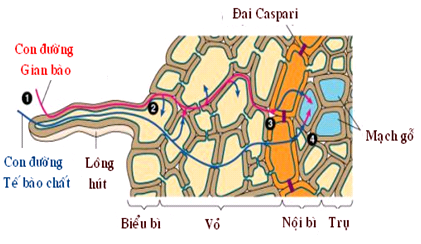 Đai Caspari
Con đường
Gian bào
1
2
3
4
Mạch gỗ
Con đường
Tế bào chất
Lông
hút
Biểu bì
Vỏ
Nội bì
Trụ